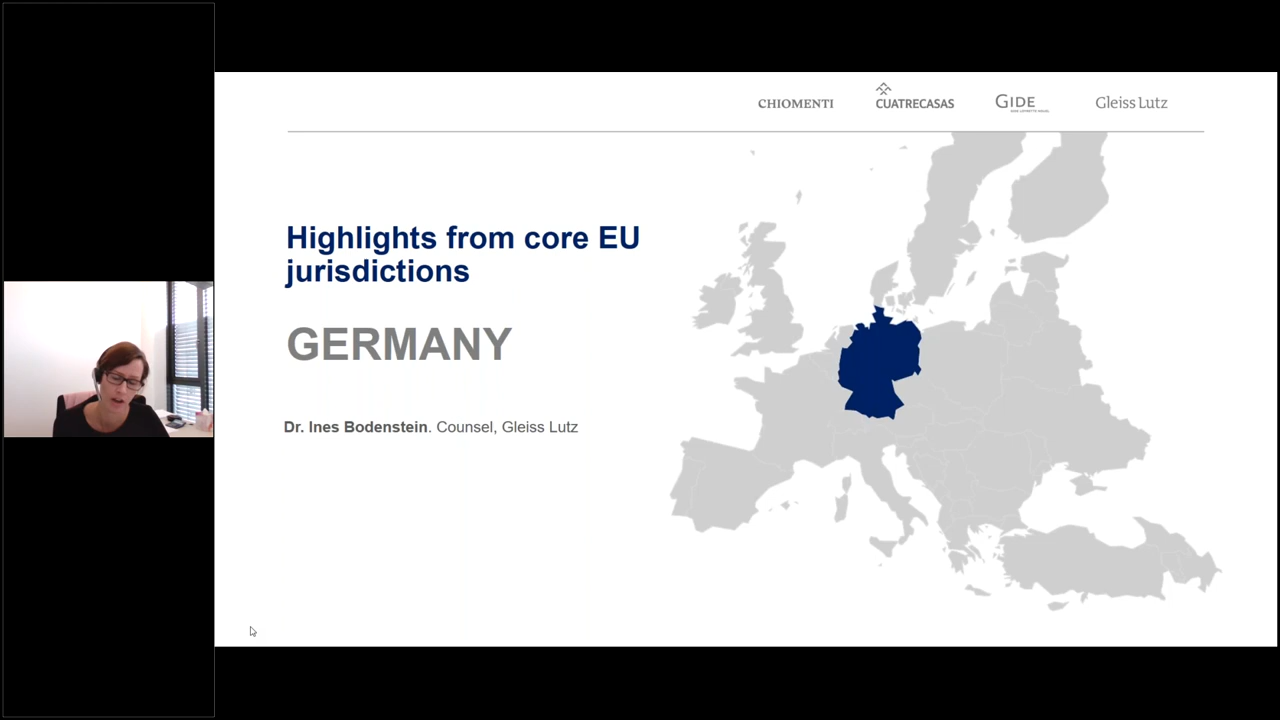 CHIOMENTI
CUATRECASAS
GIDE
Gleiss Lutz
Highlights from core EU
jurisdictions
GERMANY
Dr. Ines Bodenstein. Counsel, Gleiss Lutz